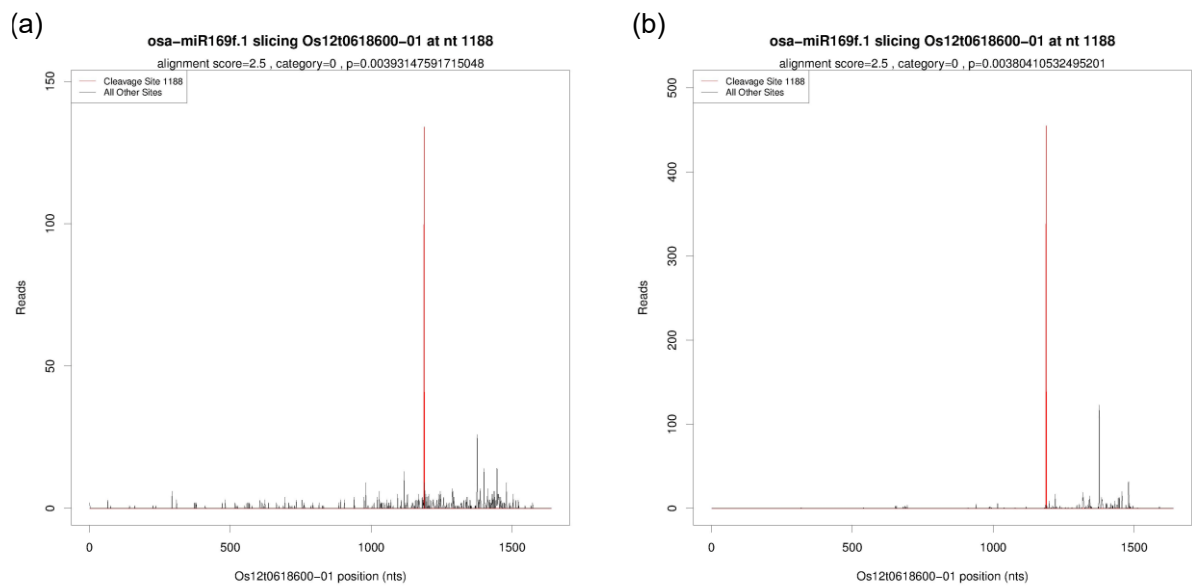 (a)
osa-miR169f.1 slicing Os12t0618600-01 at nt 1188
alignment score=2.5 , category=0 , p=0.00393147591715048
Cleavage Site 1188
All Other Sites
150
100
50
0
Reads
0 500 1000 1500
Os12t0618600-01 position (nts)
(b)
osa-miR169f.1 slicing Os12t0618600-01 at nt 1188
alignment score=2.5 , category=0 , p=0.00380410532495201
Cleavage Site 1188
All Other Sites
500
400
300
200
100
0
Reads
0 500 1000 1500
Os12t0618600-01 position (nts)